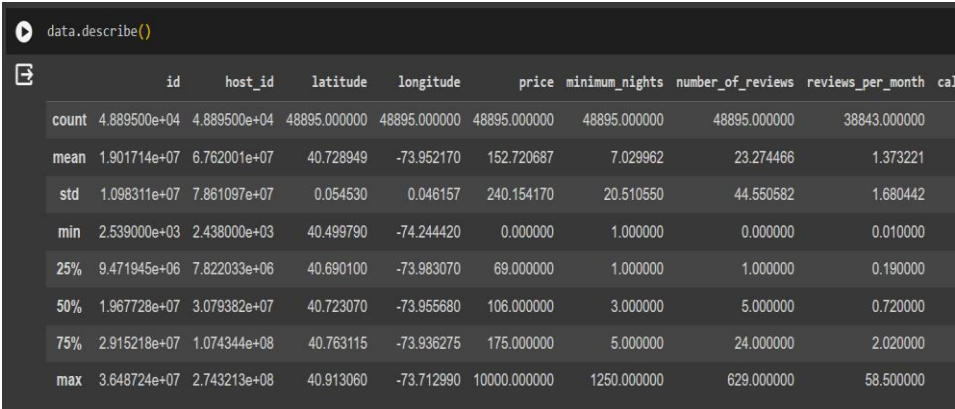 data.describe()
id host_id latitude longitude price minimum_nights number_of_reviews reviews_per_month cal
count 4.889500e+04 4.889500e+04 48895.000000 48895.000000 48895.000000 48895.000000 48895.000000 38843.000000
mean 1.901714e+07 6.762001e+07 40.728949 -73.952170 152.720687 7.029962 23.274466 1.373221
std 1.098311e+07 7.861097e+07 0.054530 0.046157 240.154170 20.510550 44.550582 1.680442
min 2.539000e+03 2.438000e+03 40.499790 -74.244420 0.000000 1.000000 0.000000 0.010000
25% 9.471945e+06 7.822033e+06 40.690100 -73.983070 69.000000 1.000000 1.000000 0.190000
50% 1.967728e+07 3.079382e+07 40.723070 -73.955680 106.000000 3.000000 5.000000 0.720000
75% 2.915218e+07 1.074344e+08 40.763115 -73.936275 175.000000 5.000000 24.000000 2.020000
max 3.648724e+07 2.743213e+08 40.913060 -73.712990 10000.000000 1250.000000 629.000000 58.500000